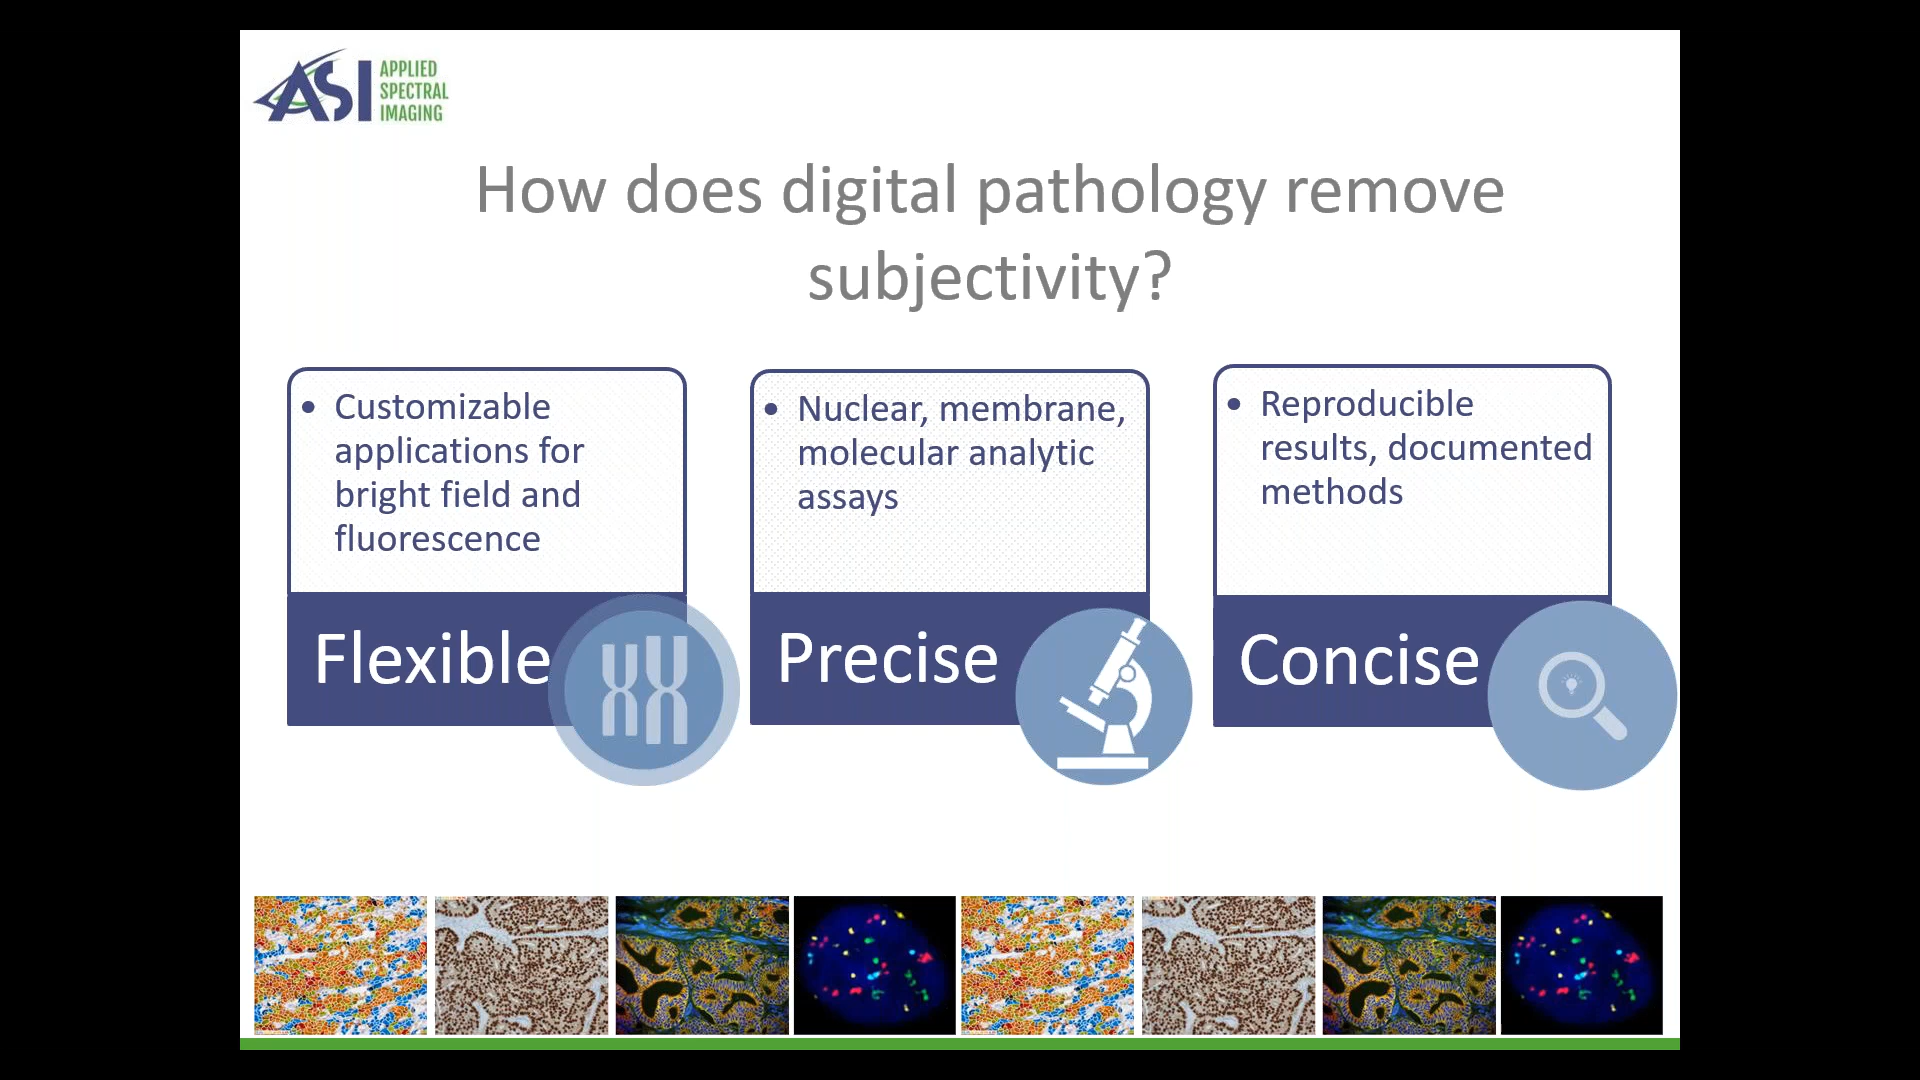 ASI APPLIED
SPECTRAL
IMAGING
How does digital pathology remove
subjectivity?
• Customizable
applications for
bright field and
fluorescence
Flexible
• Nuclear, membrane,
molecular analytic
assays
Precise
• Reproducible
results, documented
methods
Concise